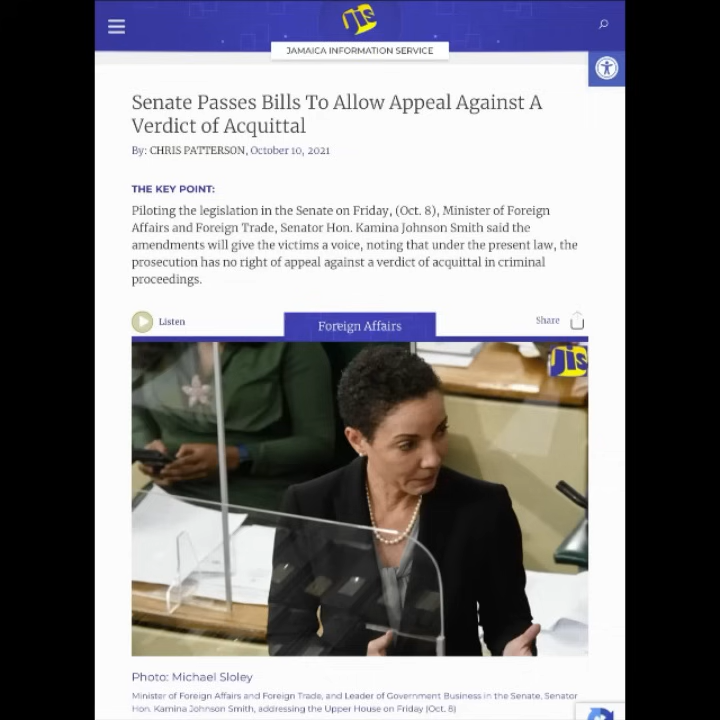 JIS
JAMAICA INFORMATION SERVICE
Senate Passes Bills To Allow Appeal Against A
Verdict of Acquittal
By: CHRIS PATTERSON, October 10, 2021
THE KEY POINT:
Piloting the legislation in the Senate on Friday, (Oct. 8), Minister of Foreign
Affairs and Foreign Trade, Senator Hon. Kamina Johnson Smith said the
amendments will give the victims a voice, noting that under the present law, the
prosecution has no right of appeal against a verdict of acquittal in criminal
proceedings.
Listen
Foreign Affairs
Share
Jis
Photo: Michael Sloley
Minister of Foreign Affairs and Foreign Trade, and Leader of Government Business in the Senate, Senator
Hon. Kamina Johnson Smith, addressing the Upper House on Friday (Oct. 8)